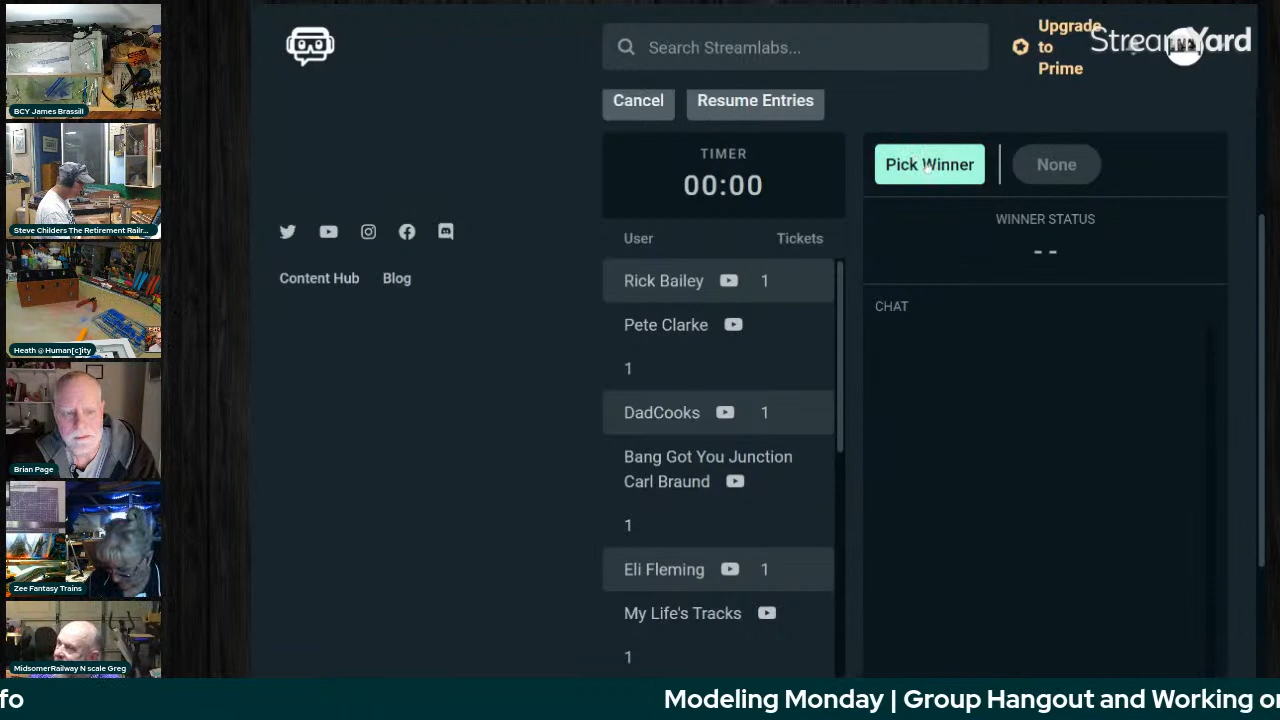 BCY James Brassill
Steve Childers The Retirement Railr...
Heath @ Human[c]ity
Brian Page
Zee Fantasy Trains
MidsomerRailway N scale Greg
Search Streamlabs...
Upgrade
to
Prime
StreamYard
Cancel
Resume Entries
TIMER
00:00
Pick Winner
None
WINNER STATUS
- -
CHAT
User
Tickets
Rick Bailey 1
Pete Clarke
1
DadCooks 1
Bang Got You Junction
Carl Braund
1
Eli Fleming 1
My Life's Tracks
1
Content Hub
Blog
fo
Modeling Monday | Group Hangout and Working o